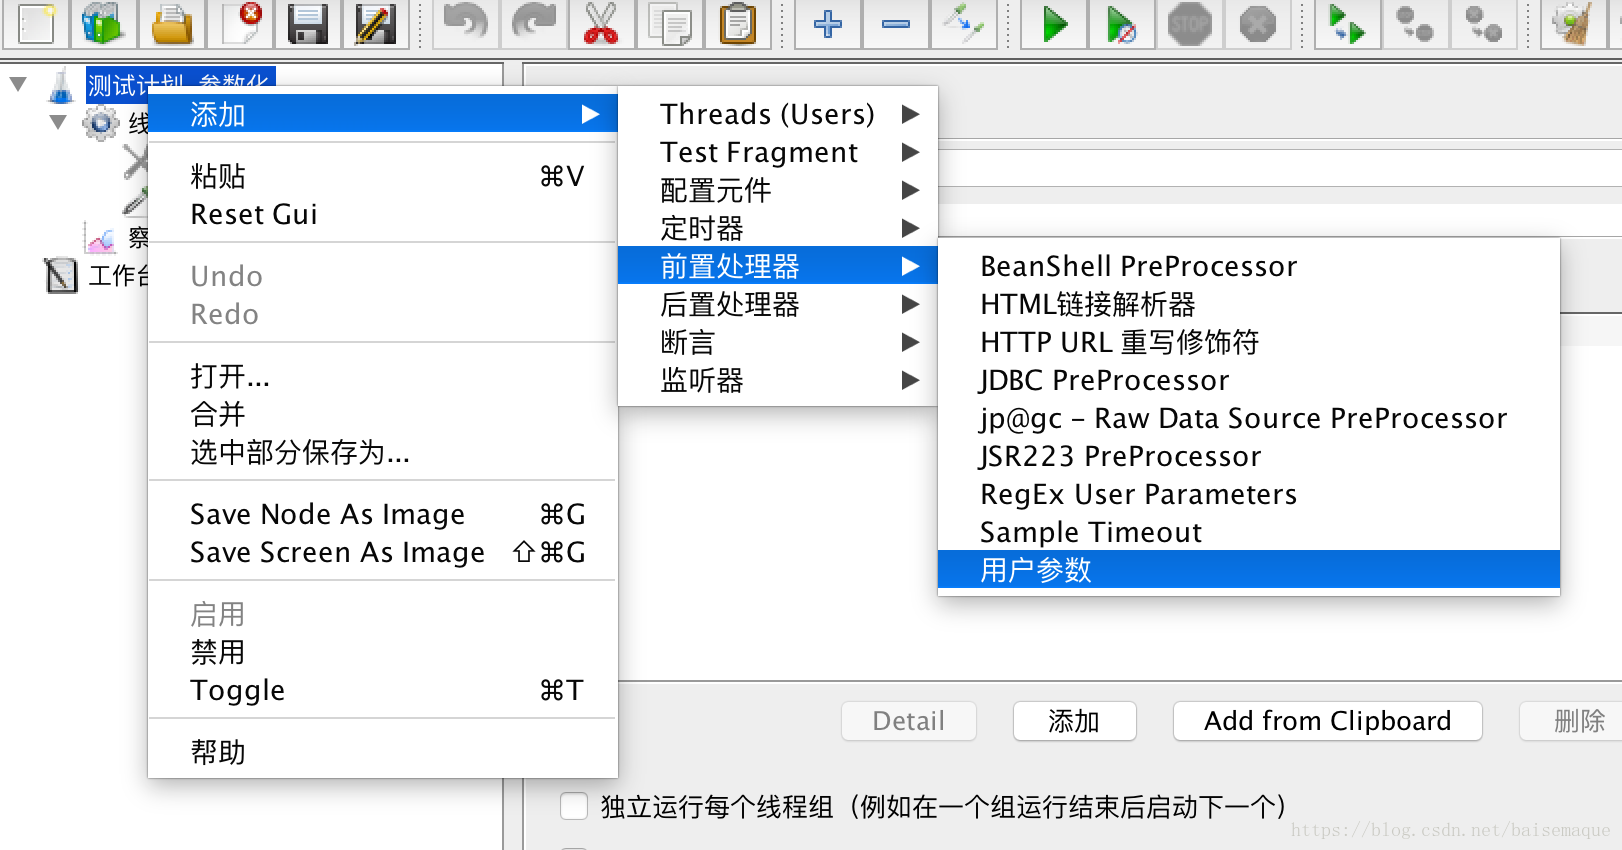 STOP
测试计划 参数化
线
察
工作台
添加
粘贴 ⌘V
Reset Gui
Undo
Redo
打开...
合并
选中部分保存为...
Save Node As Image ⌘G
Save Screen As Image ⇧⌘G
启用
禁用
Toggle ⌘T
帮助
Threads (Users)
Test Fragment
配置元件
定时器
前置处理器
后置处理器
断言
监听器
BeanShell PreProcessor
HTML链接解析器
HTTP URL 重写修饰符
JDBC PreProcessor
jp@gc - Raw Data Source PreProcessor
JSR223 PreProcessor
RegEx User Parameters
Sample Timeout
用户参数
Detail 添加 Add from Clipboard 删除
独立运行每个线程组（例如在一个组运行结束后启动下一个）
https://blog.csdn.net/baisemaque